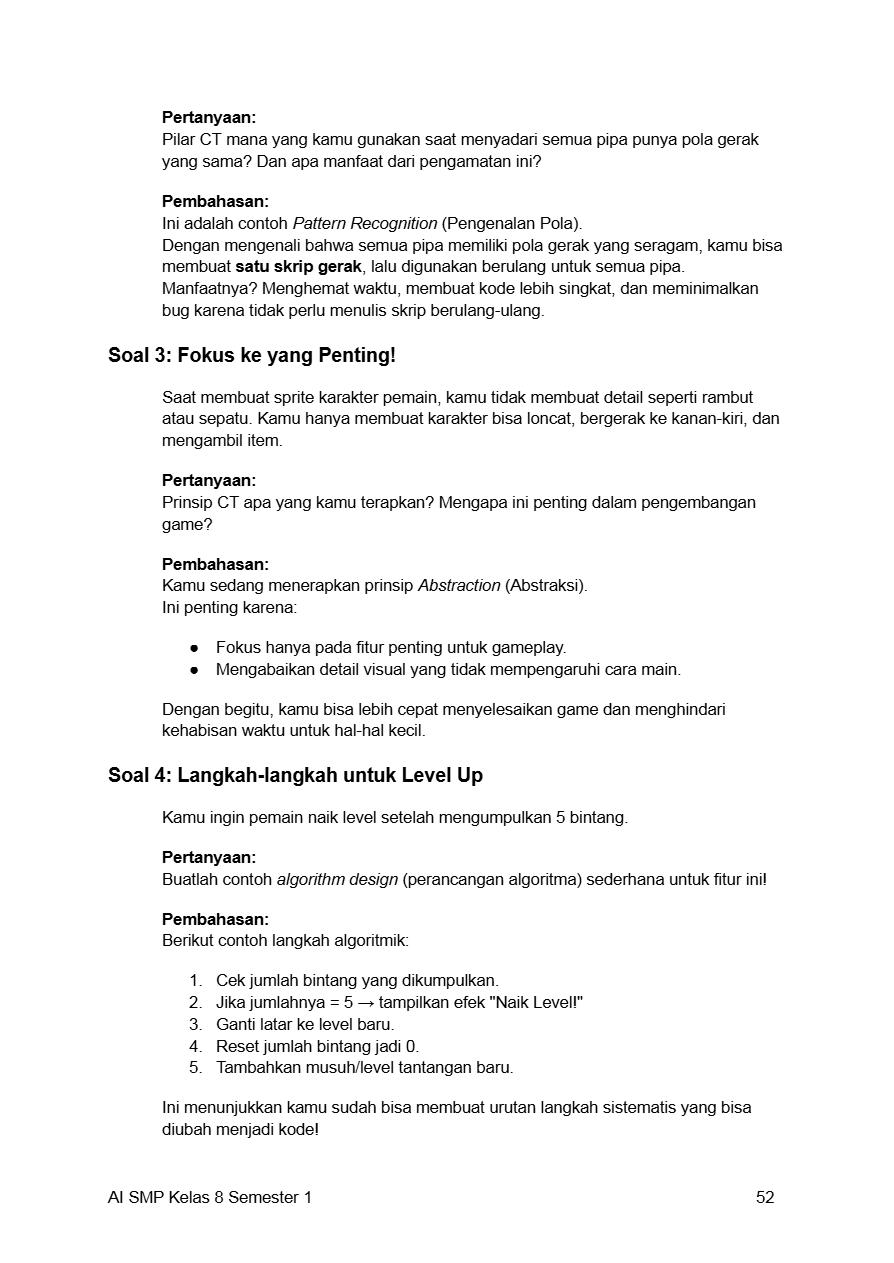 Pertanyaan:
Pilar CT mana yang kamu gunakan saat menyadari semua pipa punya pola gerak
yang sama? Dan apa manfaat dari pengamatan ini?
Pembahasan:
Ini adalah contoh Pattern Recognition (Pengenalan Pola).
Dengan mengenali bahwa semua pipa memiliki pola gerak yang seragam, kamu bisa
membuat satu skrip gerak, lalu digunakan berulang untuk semua pipa.
Manfaatnya? Menghemat waktu, membuat kode lebih singkat, dan meminimalkan
bug karena tidak perlu menulis skrip berulang-ulang.
Soal 3: Fokus ke yang Penting!
Saat membuat sprite karakter pemain, kamu tidak membuat detail seperti rambut
atau sepatu. Kamu hanya membuat karakter bisa loncat, bergerak ke kanan-kiri, dan
mengambil item.
Pertanyaan:
Prinsip CT apa yang kamu terapkan? Mengapa ini penting dalam pengembangan
game?
Pembahasan:
Kamu sedang menerapkan prinsip Abstraction (Abstraksi).
Ini penting karena:
● Fokus hanya pada fitur penting untuk gameplay.
● Mengabaikan detail visual yang tidak mempengaruhi cara main.
Dengan begitu, kamu bisa lebih cepat menyelesaikan game dan menghindari
kehabisan waktu untuk hal-hal kecil.
Soal 4: Langkah-langkah untuk Level Up
Kamu ingin pemain naik level setelah mengumpulkan 5 bintang.
Pertanyaan:
Buatlah contoh algorithm design (perancangan algoritma) sederhana untuk fitur ini!
Pembahasan:
Berikut contoh langkah algoritmik:
1. Cek jumlah bintang yang dikumpulkan.
2. Jika jumlahnya = 5 → tampilkan efek "Naik Level!"
3. Ganti latar ke level baru.
4. Reset jumlah bintang jadi 0.
5. Tambahkan musuh/level tantangan baru.
Ini menunjukkan kamu sudah bisa membuat urutan langkah sistematis yang bisa
diubah menjadi kode!
AI SMP Kelas 8 Semester 1 52